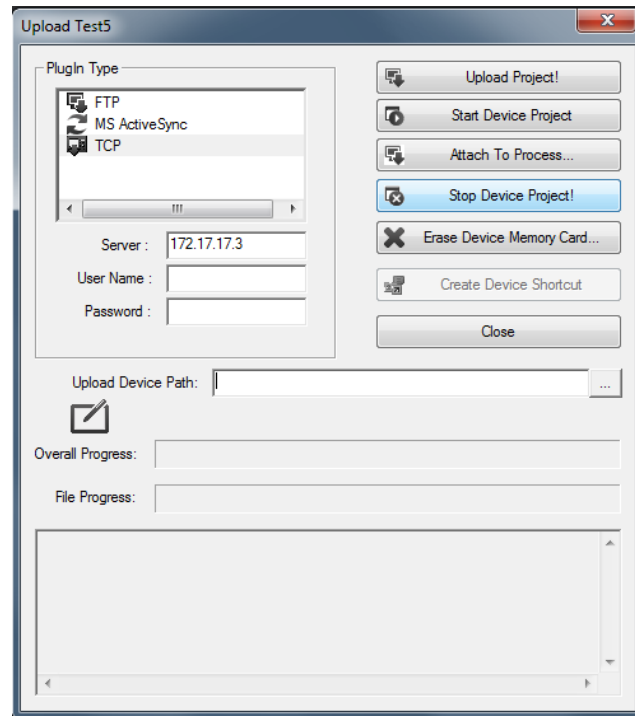 Upload Test5
PlugIn Type
FTP
MS ActiveSync
TCP
Server :
172.17.17.3
User Name :
Password :
Upload Project!
Start Device Project
Attach To Process...
Stop Device Project!
Erase Device Memory Card...
Create Device Shortcut
Close
Upload Device Path:
...
Overall Progress:
File Progress: